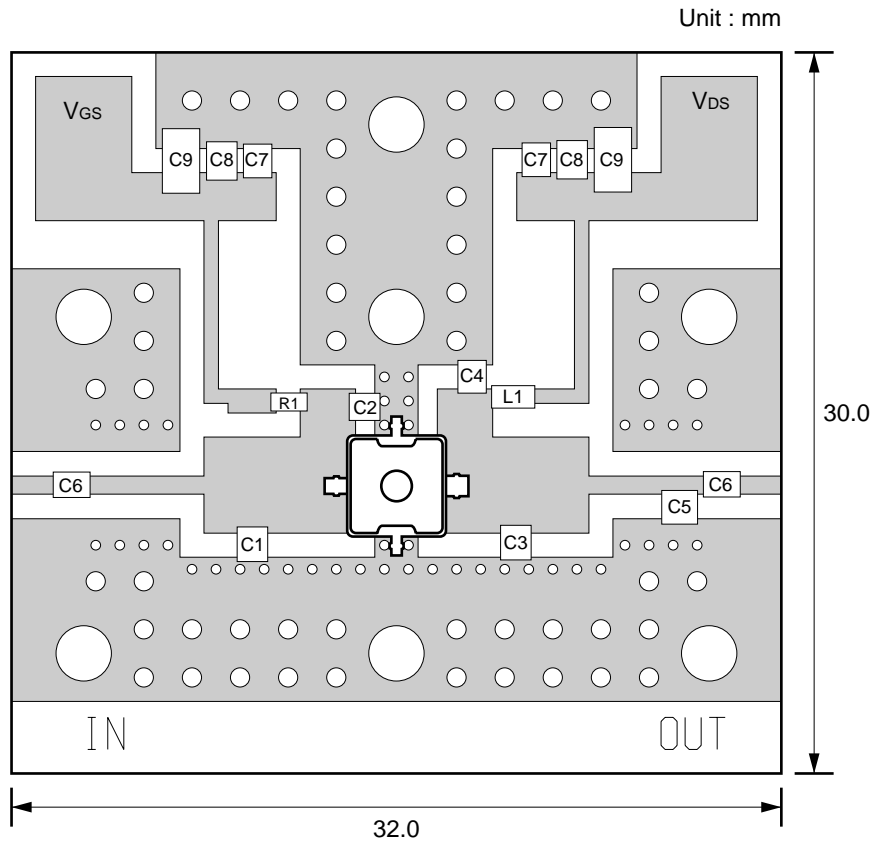 Unit : mm
VGS
VDS
C9 C8 C7
C7 C8 C9
C4
R1
C2
L1
30.0
C6
C6
C5
C1
C3
IN
OUT
32.0